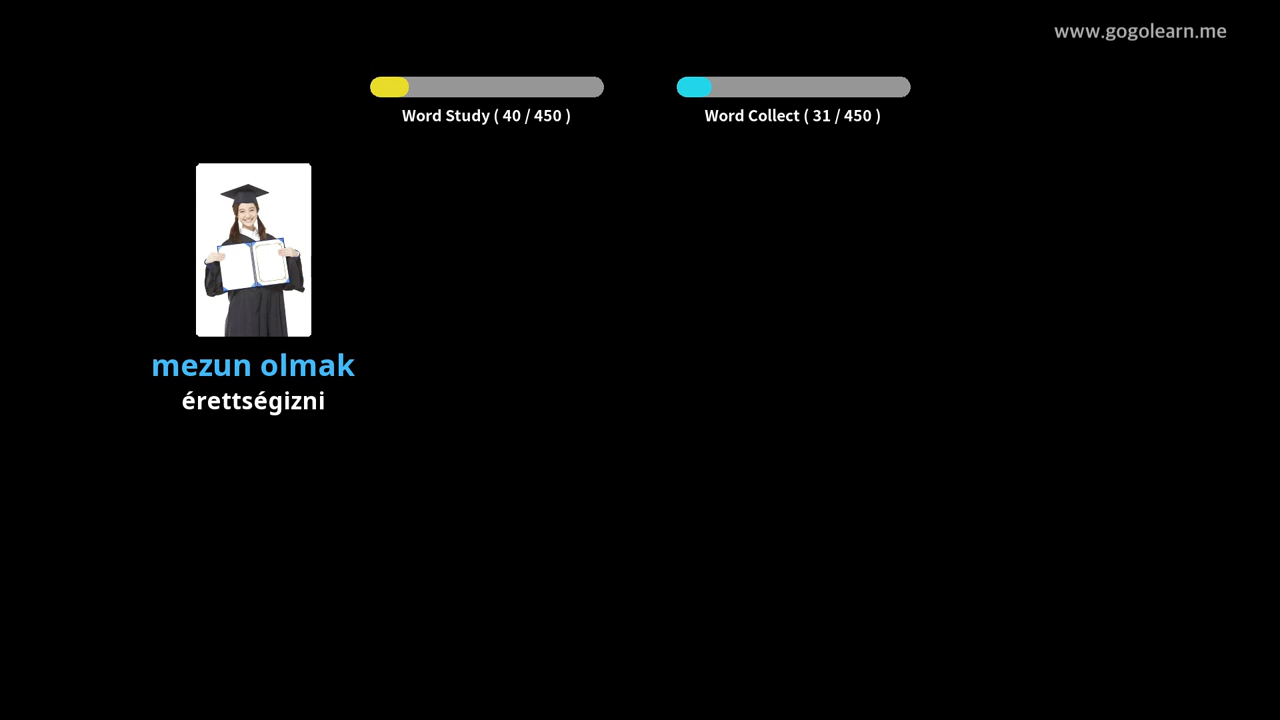 www.gogolearn.me
Word Study ( 40 / 450 )
Word Collect ( 31 / 450 )
mezun olmak
érettségizni